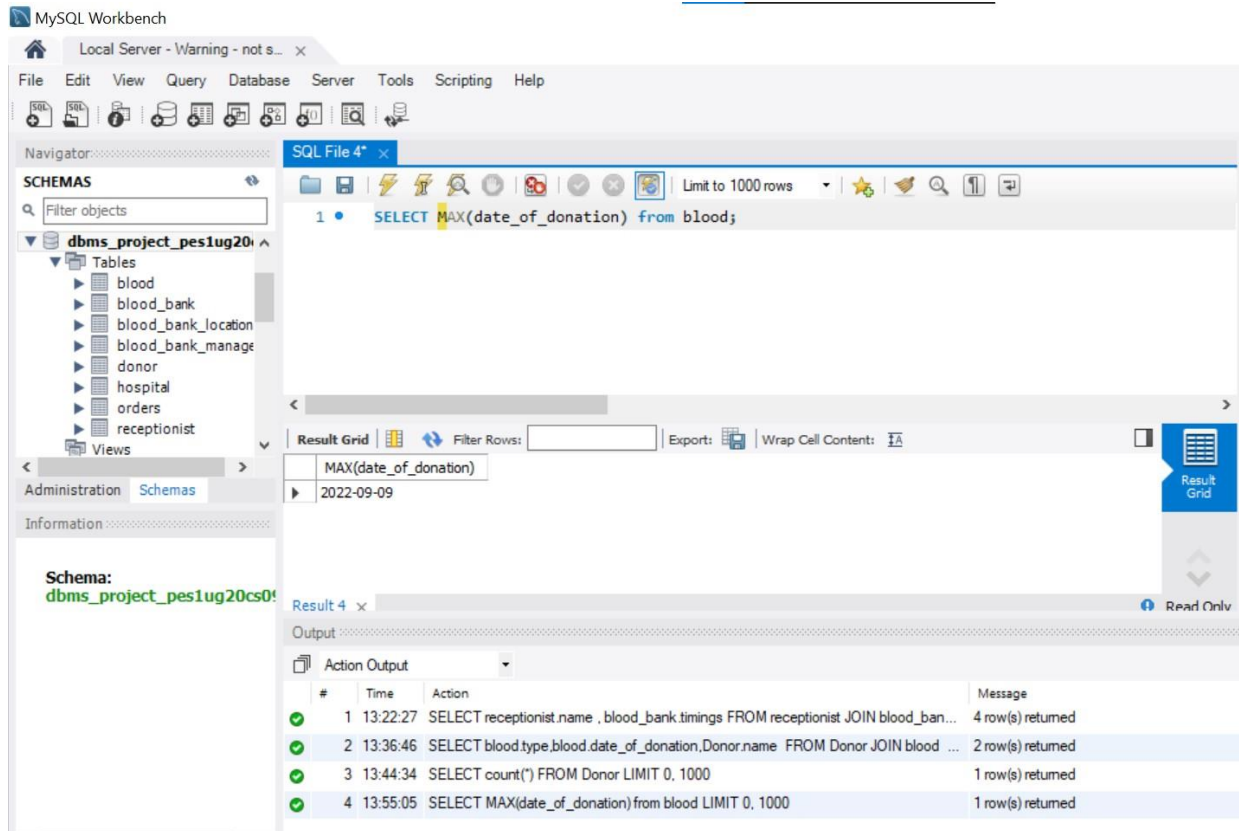 MySQL Workbench
Local Server - Warning - not s...
File Edit View Query Database Server Tools Scripting Help
Navigator
SQL File 4*
SCHEMAS
Limit to 1000 rows
Filter objects
1 SELECT MAX(date_of_donation) from blood;
dbms_project_pes1ug20
Tables
blood
blood_bank
blood_bank_location
blood_bank_manage
donor
hospital
orders
receptionist
Views
Result Grid Filter Rows: Export: Wrap Cell Content:
MAX(date_of_donation)
2022-09-09
Result Grid
Administration Schemas
Information
Schema:
dbms_project_pes1ug20cs09
Result 4 Read Only
Output
Action Output
# Time Action Message
1 13:22:27 SELECT receptionist.name , blood_bank.timings FROM receptionist JOIN blood_ban... 4 row(s) returned
2 13:36:46 SELECT blood.type,blood.date_of_donation,Donor.name FROM Donor JOIN blood ... 2 row(s) returned
3 13:44:34 SELECT count(*) FROM Donor LIMIT 0, 1000 1 row(s) returned
4 13:55:05 SELECT MAX(date_of_donation) from blood LIMIT 0, 1000 1 row(s) returned